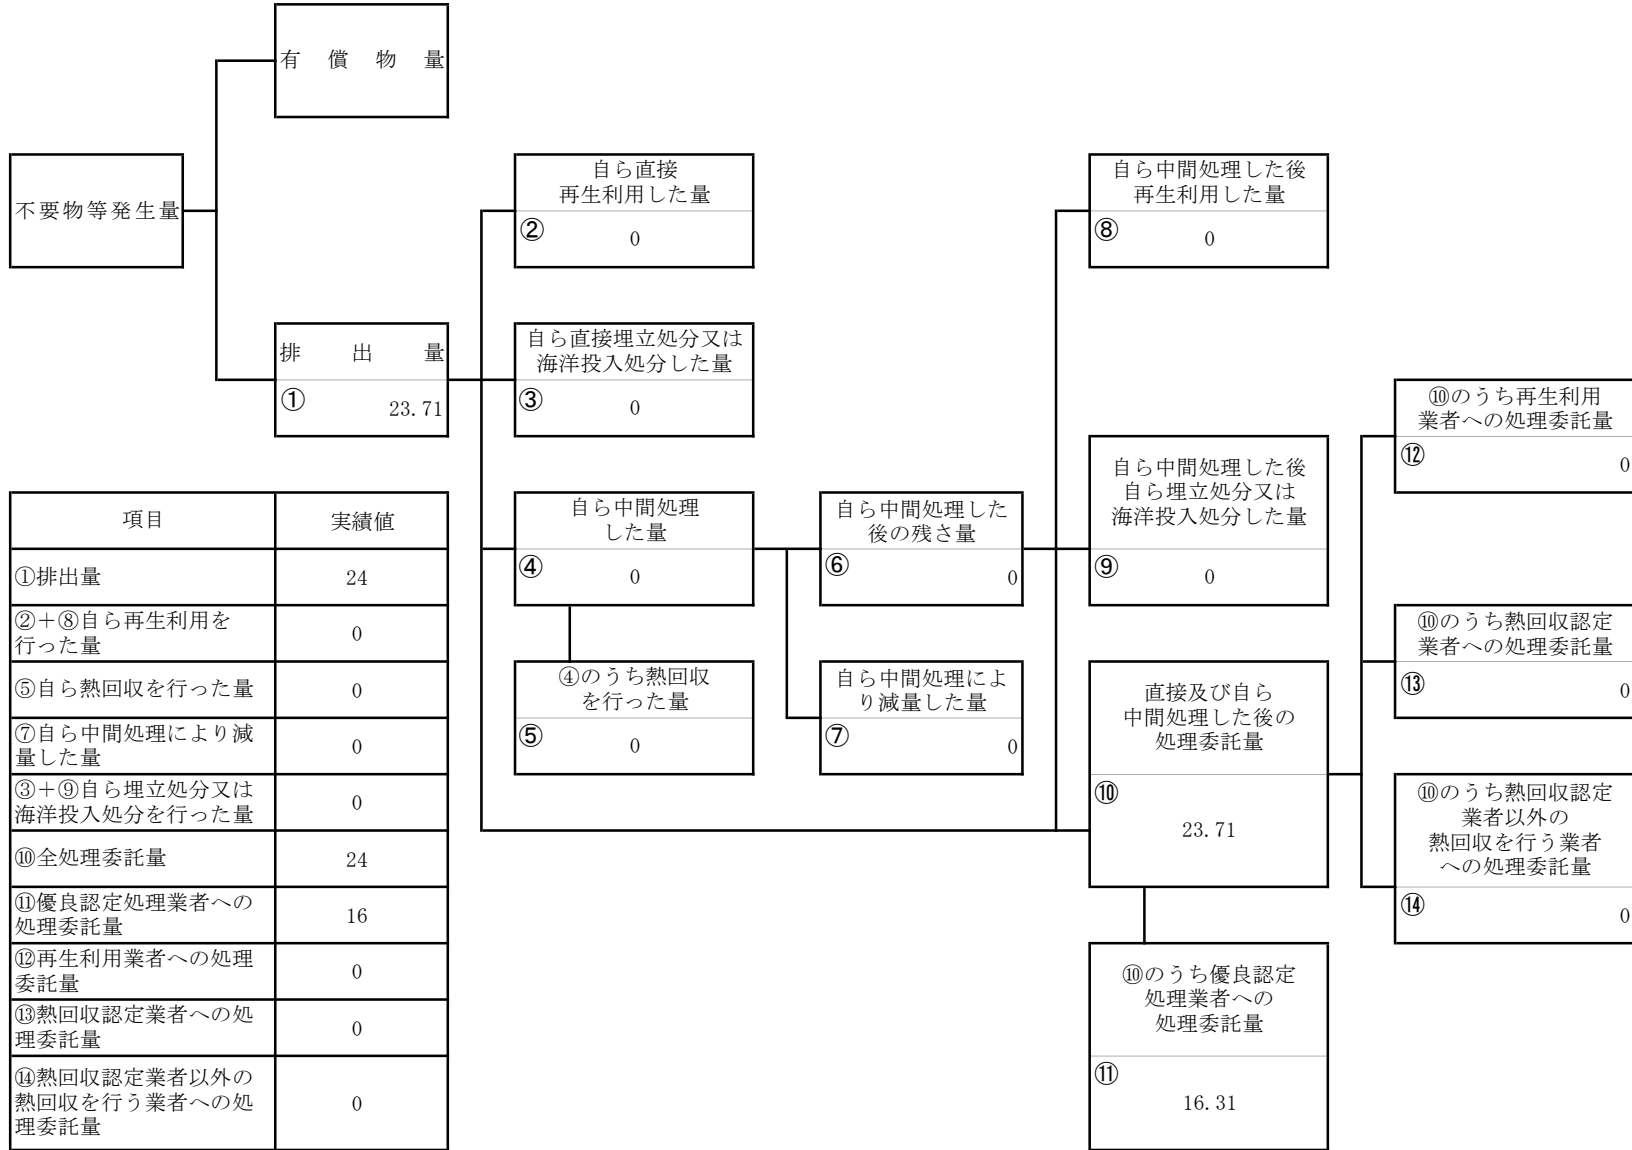 有償物量
不要物等発生量
自ら直接
再生利用した量
②
0
自ら中間処理した後
再生利用した量
⑧
0
排出量
①
23.71
自ら直接埋立処分又は
海洋投入処分した量
③
0
⑩のうち再生利用
業者への処理委託量
⑫
0
自ら中間処理
した量
④
0
自ら中間処理した
後の残さ量
⑥
0
自ら中間処理した後
自ら埋立処分又は
海洋投入処分した量
⑨
0
⑩のうち熱回収認定
業者への処理委託量
⑬
0
④のうち熱回収
を行った量
⑤
0
自ら中間処理によ
り減量した量
⑦
0
直接及び自ら
中間処理した後の
処理委託量
⑩
23.71
⑩のうち熱回収認定
業者以外の
熱回収を行う業者
への処理委託量
⑭
0
⑩のうち優良認定
処理業者への
処理委託量
⑪
16.31
項目 実績値
①排出量 24
②+⑧自ら再生利用を
行った量
0
⑤自ら熱回収を行った量 0
⑦自ら中間処理により減
量した量
0
③+⑨自ら埋立処分又は
海洋投入処分を行った量
0
⑩全処理委託量 24
⑪優良認定処理業者への
処理委託量
16
⑫再生利用業者への処理
委託量
0
⑬熱回収認定業者への処
理委託量
0
⑭熱回収認定業者以外の
熱回収を行う業者への処
理委託量
0